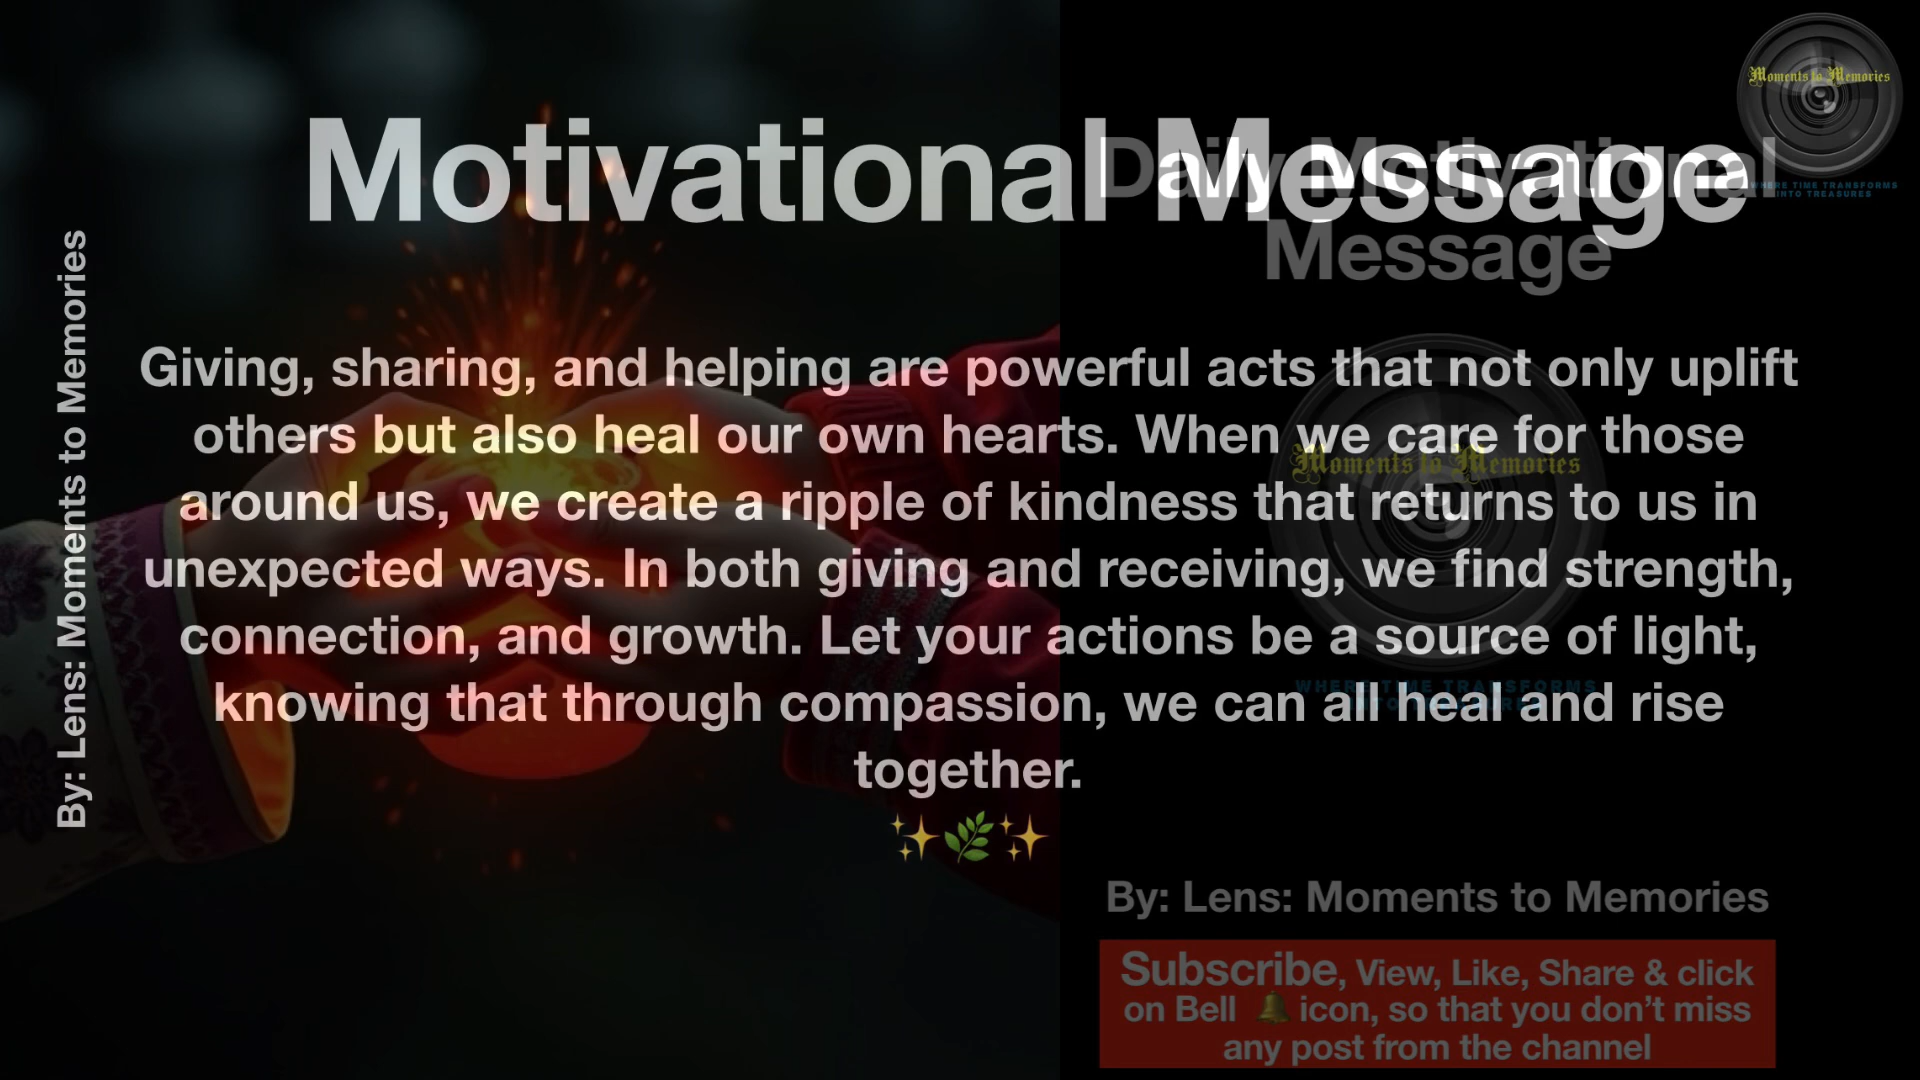 Moments to Memories
WHERE TIME TRANSFORMS
INTO TREASURES
Motivational Message
Daily Motivational
Message
By: Lens: Moments to Memories
Giving, sharing, and helping are powerful acts that not only uplift
others but also heal our own hearts. When we care for those
around us, we create a ripple of kindness that returns to us in
unexpected ways. In both giving and receiving, we find strength,
connection, and growth. Let your actions be a source of light,
knowing that through compassion, we can all heal and rise
together.
✨🌿✨
Moments to Memories
WHERE TIME TRANSFORMS
INTO TREASURES
By: Lens: Moments to Memories
Subscribe, View, Like, Share & click
on Bell 🔔 icon, so that you don’t miss
any post from the channel